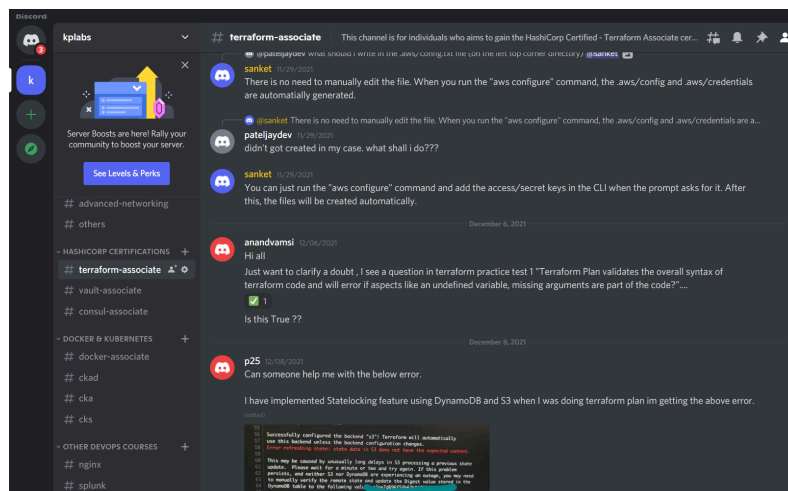 Discord
3
k
kplabs
Server Boosts are here! Rally your
community to boost your server.
See Levels & Perks
# advanced-networking
# others
HASHICORP CERTIFICATIONS +
# terraform-associate
# vault-associate
# consul-associate
DOCKER & KUBERNETES +
# docker-associate
# ckad
# cka
# cks
OTHER DEVOPS COURSES +
# nginx
# splunk
# terraform-associate This channel is for individuals who aims to gain the HashiCorp Certified - Terraform Associate cer...
@pateljaydev what should i write in the .aws/config.txt file (on the left top corner directory) @sanket
sanket 11/29/2021
There is no need to manually edit the file. When you run the "aws configure" command, the .aws/config and .aws/credentials
are automatially generated.
@sanket There is no need to manually edit the file. When you run the "aws configure" command, the .aws/config and .aws/credentials are a...
pateljaydev 11/29/2021
didn't got created in my case. what shall i do???
sanket 11/29/2021
You can just run the "aws configure" command and add the access/secret keys in the CLI when the prompt asks for it. After
this, the files will be created automatically.
December 6, 2021
anandvamsi 12/06/2021
Hi all
Just want to clarify a doubt , I see a question in terraform practice test 1 "Terraform Plan validates the overall syntax of
terraform code and will error if aspects like an undefined variable, missing arguments are part of the code?"....
1
Is this True ??
December 8, 2021
p25 12/08/2021
Can someone help me with the below error.
I have implemented Statelocking feature using DynamoDB and S3 when I was doing terraform plan im getting the above error.
(edited)
Successfully configured the backend "s3"! Terraform will automatically
use this backend unless the backend configuration changes.
Error refreshing state: state data in S3 does not have the expected content.
This may be caused by unusually long delays in S3 processing a previous state
update. Please wait for a minute or two and try again. If this problem
persists, and neither S3 nor DynamoDB are experiencing an outage, you may need
to manually verify the remote state and update the Digest value stored in the
DynamoDB table to the following value: